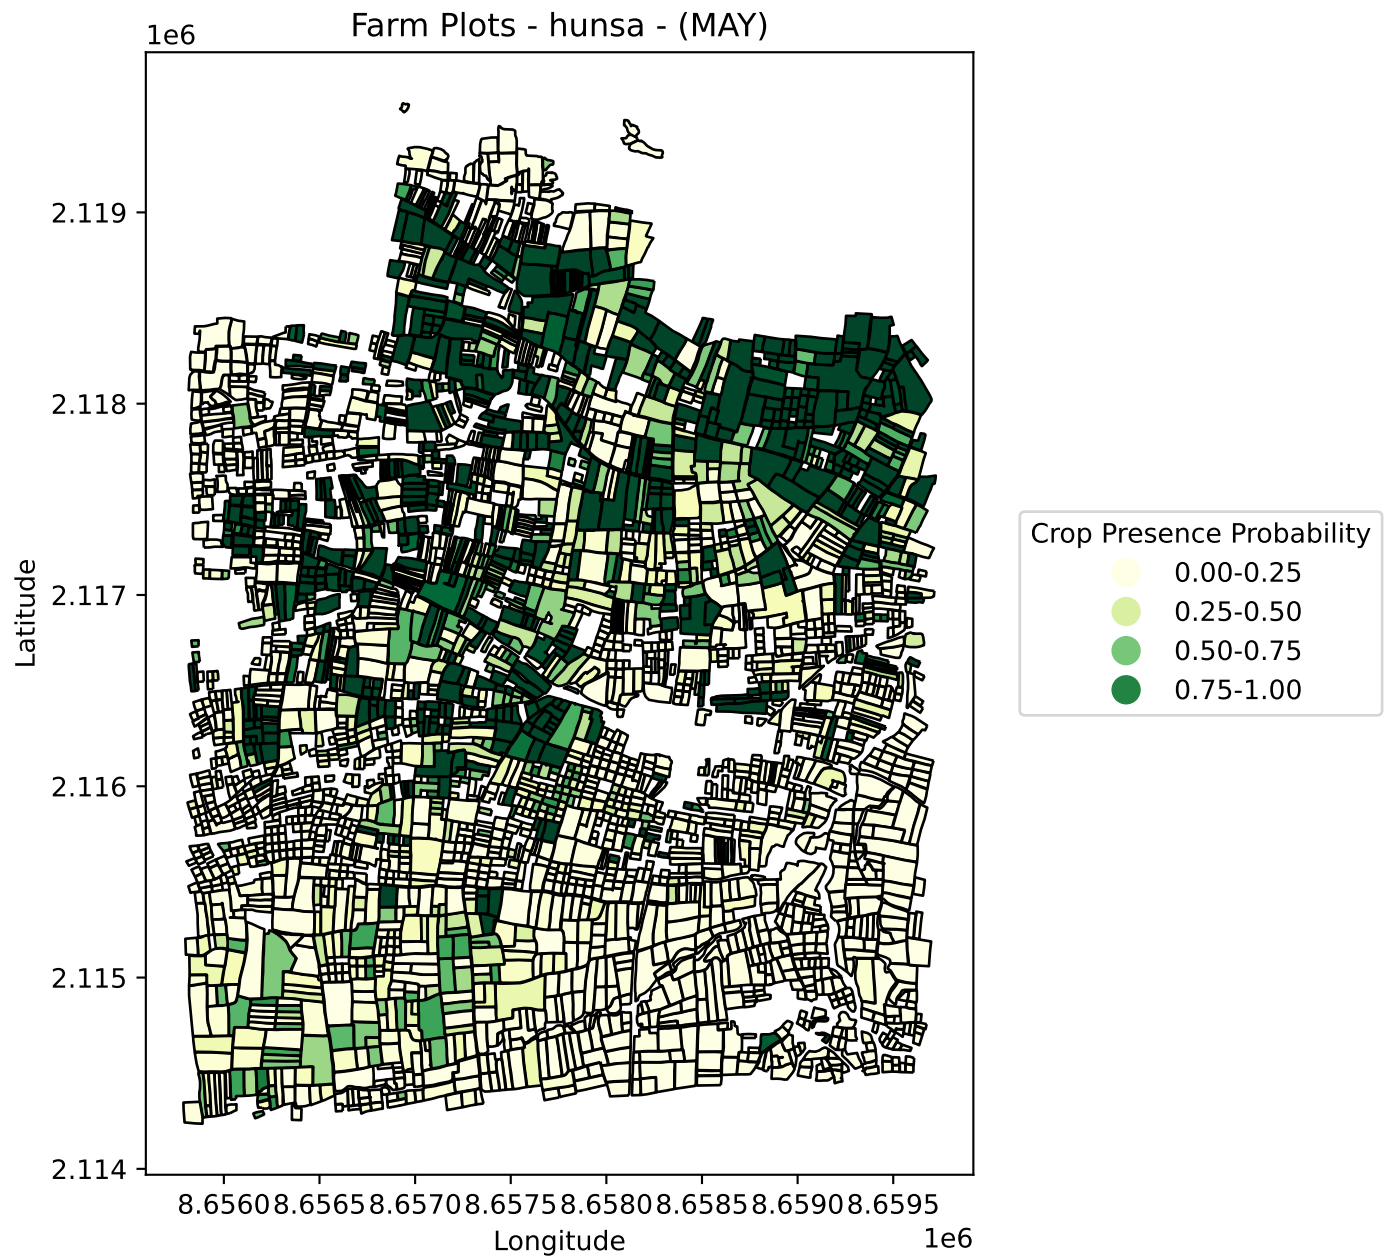 Farm Plots - hunsa - (MAY)
1e6
2.119
2.118
2.117
2.116
2.115
2.114
Latitude
8.6560 8.6565 8.6570 8.6575 8.6580 8.6585 8.6590 8.6595
Longitude
1e6
Crop Presence Probability
0.00-0.25
0.25-0.50
0.50-0.75
0.75-1.00